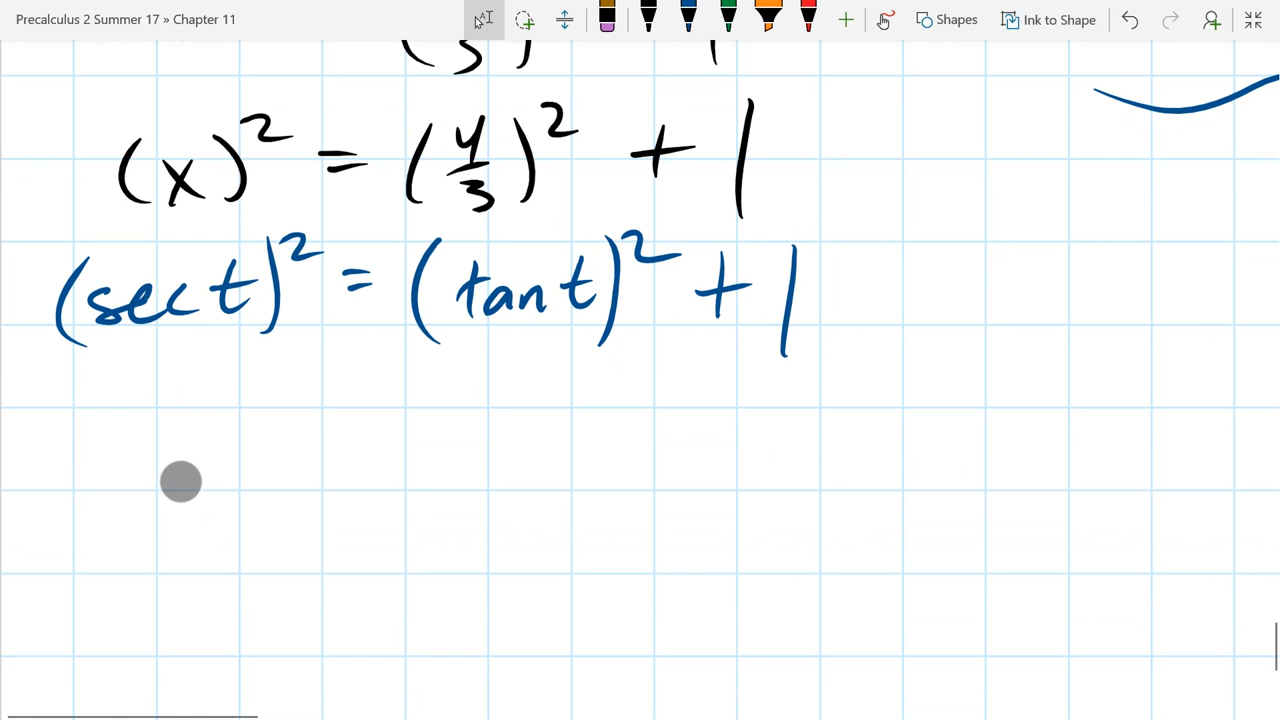 Precalculus 2 Summer 17 » Chapter 11
Shapes
Ink to Shape
(x)² = (y/3)² + 1
(sec t)² = (tan t)² + 1